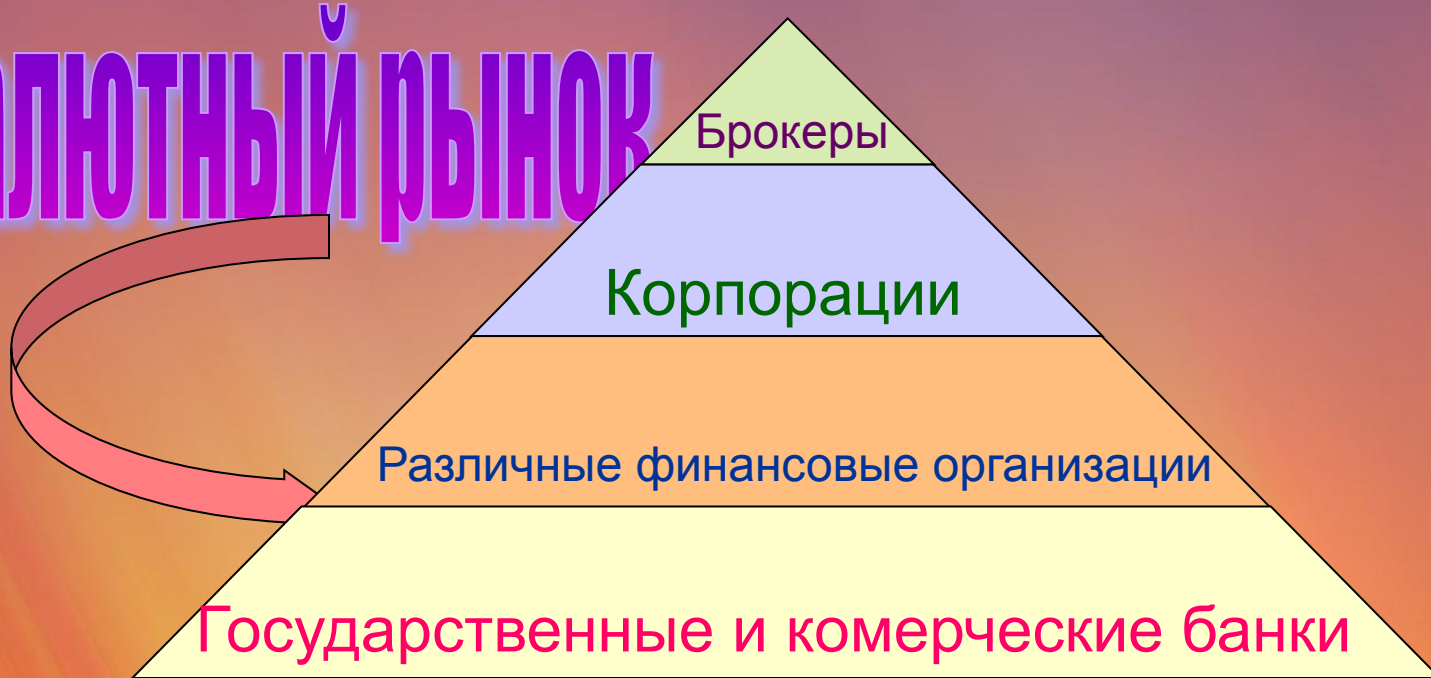 алютный рынок
Брокеры
Корпорации
Различные финансовые организации
Государственные и комерческие банки